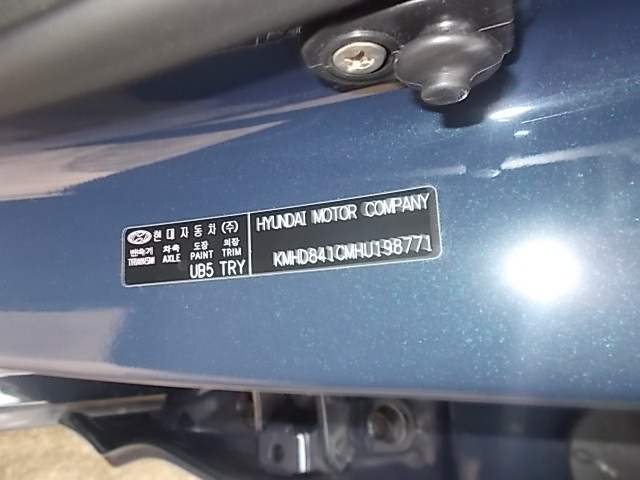 현대자동차 (주)
변속기 차축 도장 의장
TRANSM AXLE PAINT TRIM
UB5 TRY
HYUNDAI MOTOR COMPANY
KMHD841CMHU198771